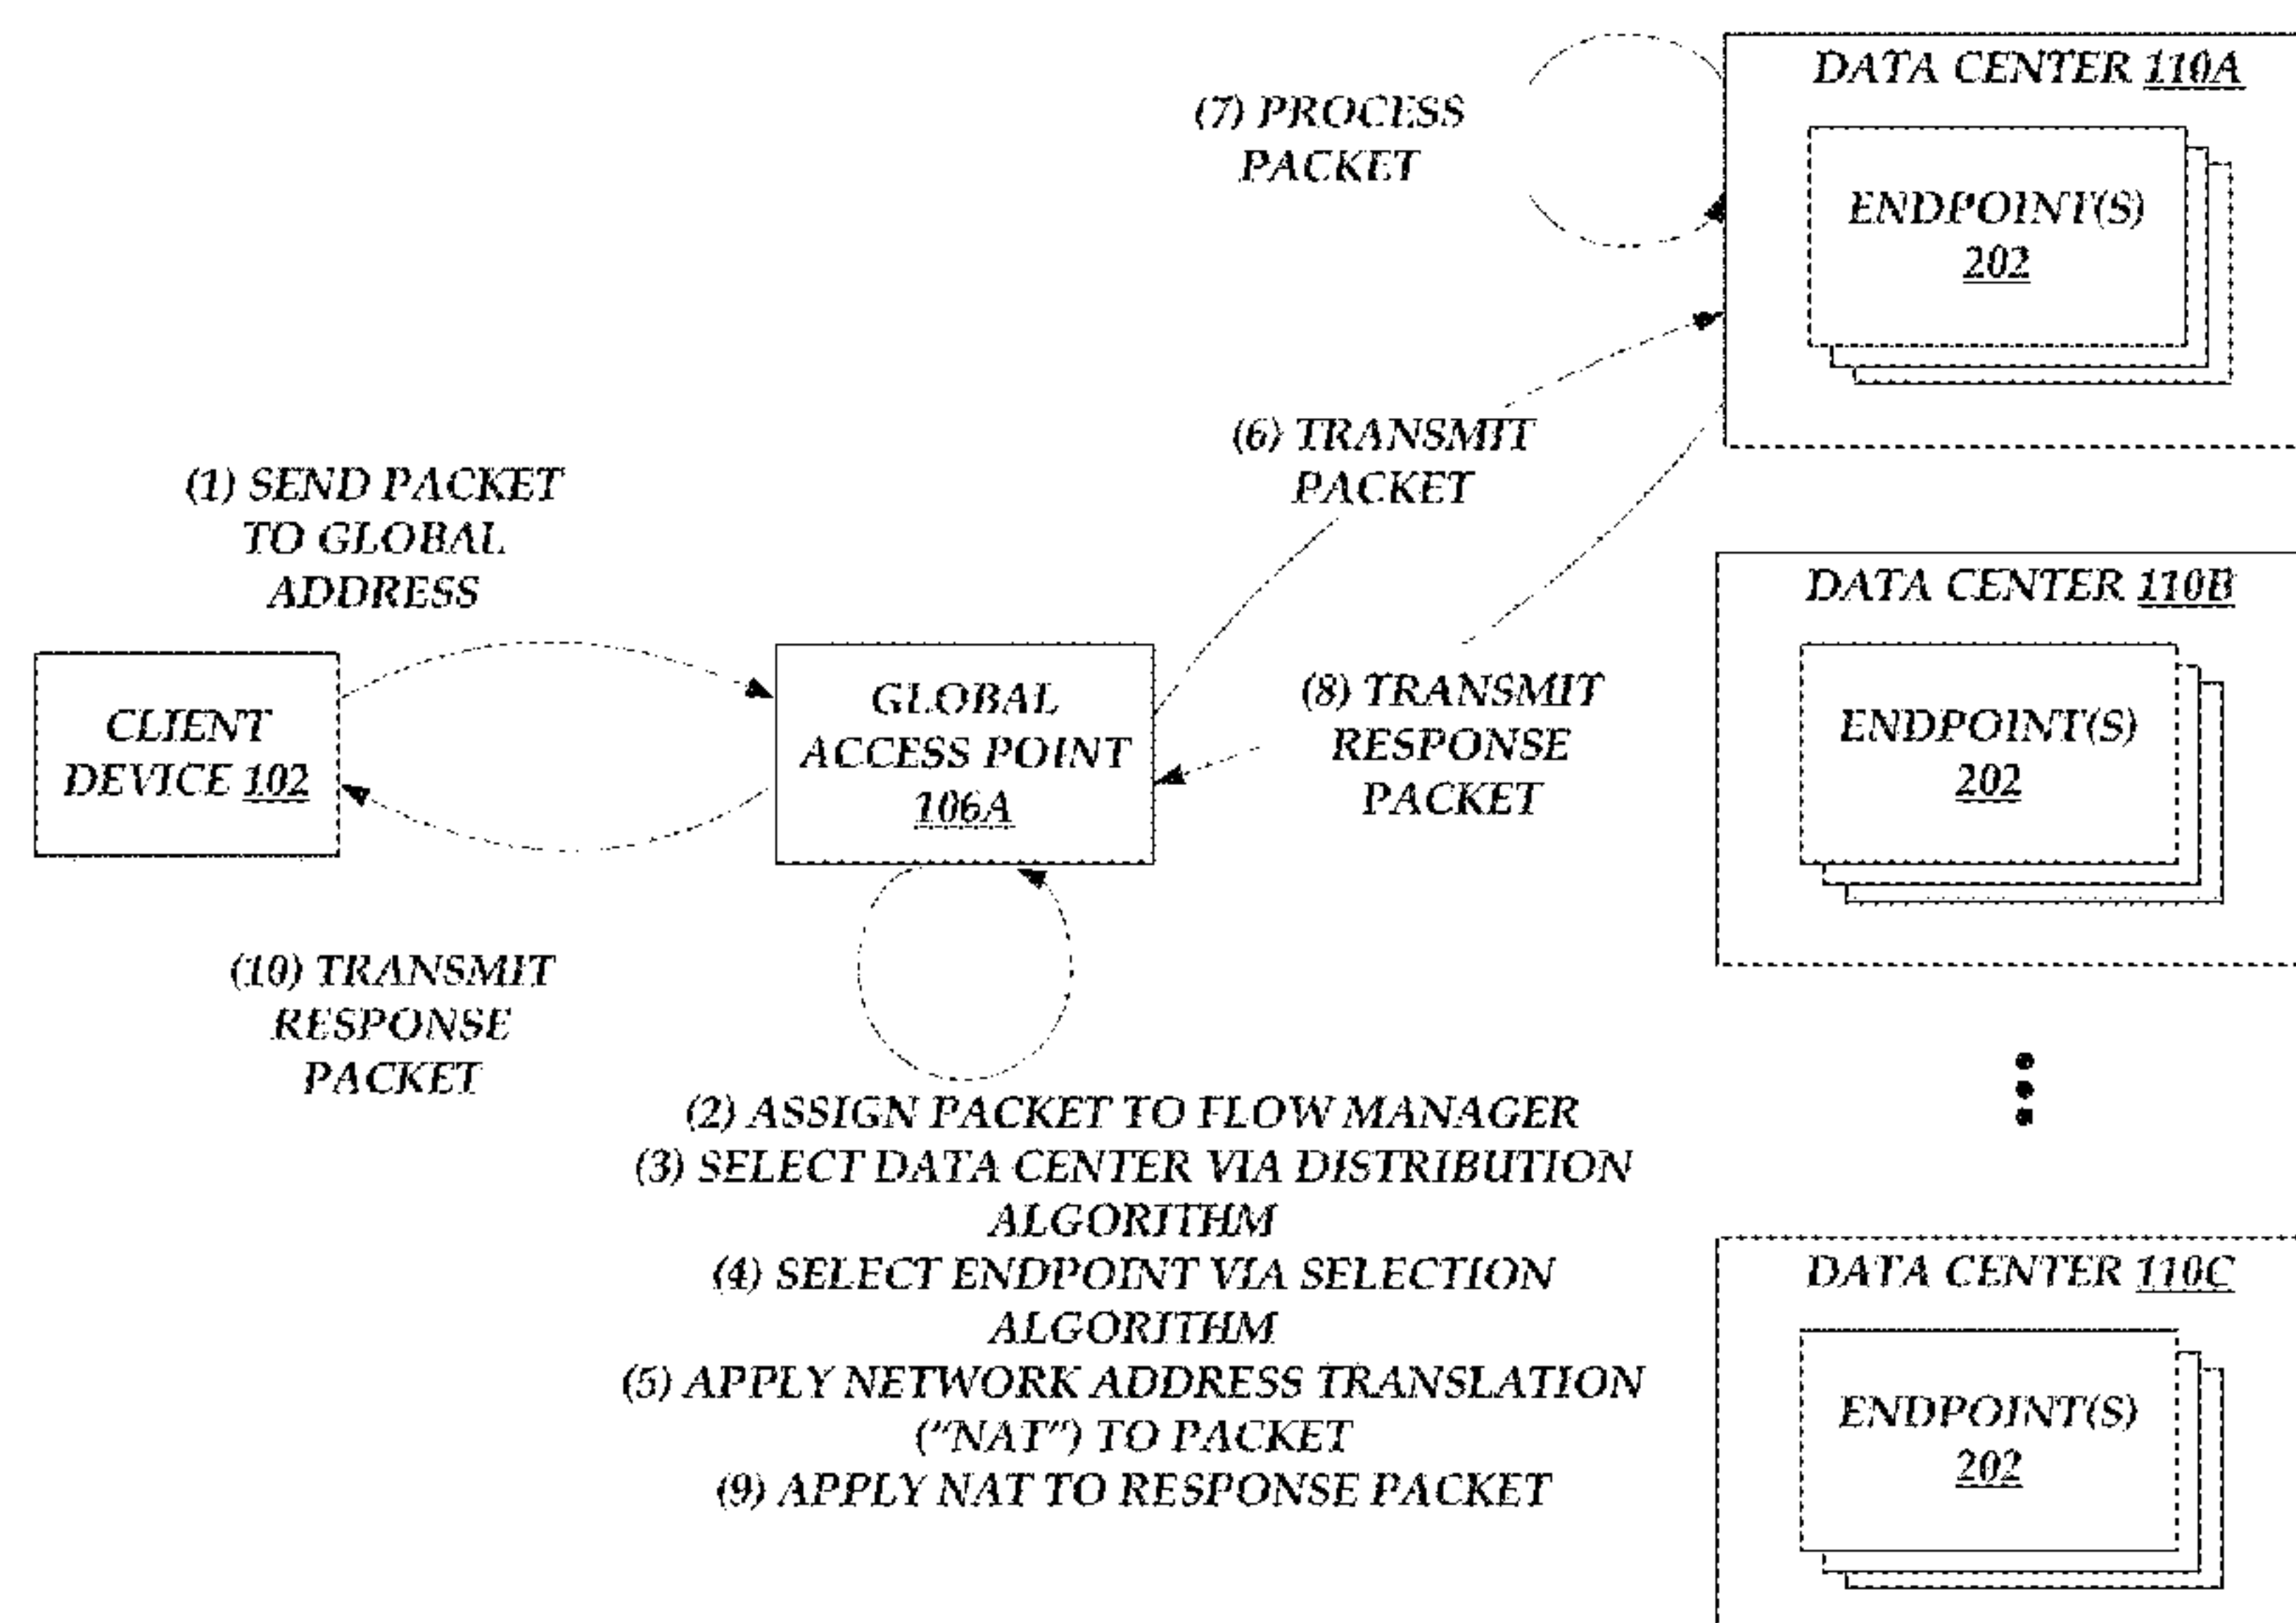 DATA CENTER 110A
ENDPOINT(S)
202
(7) PROCESS
PACKET
(6) TRANSMIT
PACKET
(1) SEND PACKET
TO GLOBAL
ADDRESS
DATA CENTER 110B
ENDPOINT(S)
202
CLIENT
DEVICE 102
GLOBAL
ACCESS POINT
106A
(8) TRANSMIT
RESPONSE
PACKET
(10) TRANSMIT
RESPONSE
PACKET
(2) ASSIGN PACKET TO FLOW MANAGER
(3) SELECT DATA CENTER VIA DISTRIBUTION
ALGORITHM
(4) SELECT ENDPOINT VIA SELECTION
ALGORITHM
(5) APPLY NETWORK ADDRESS TRANSLATION
("NAT") TO PACKET
(9) APPLY NAT TO RESPONSE PACKET
DATA CENTER 110C
ENDPOINT(S)
202